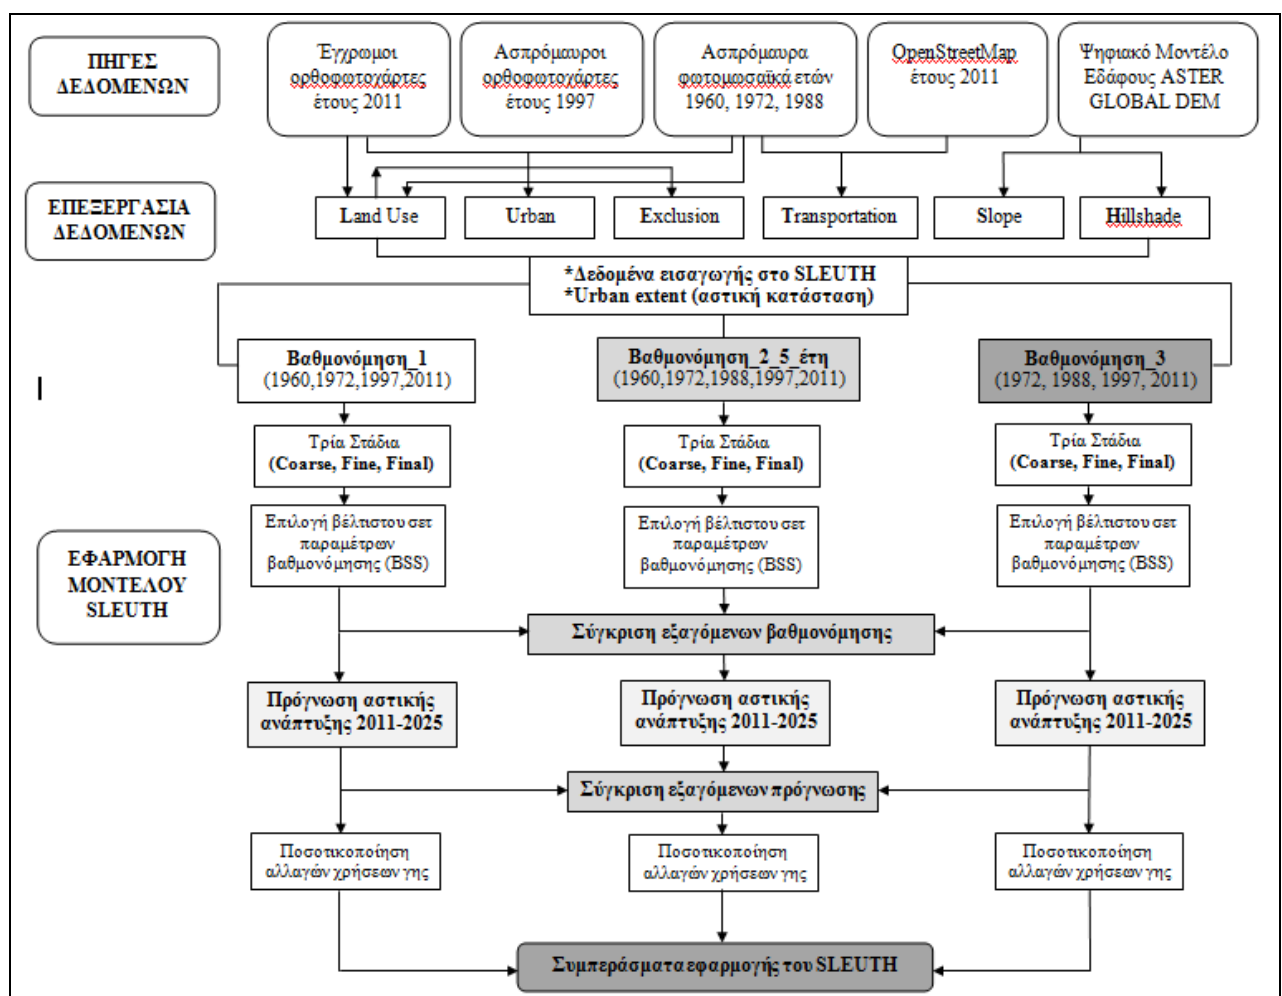 ΠΗΓΕΣ
ΔΕΔΟΜΕΝΩΝ
Έγχρωμοι
ορθοφωτοχάρτες
έτους 2011
Ασπρόμαυροι
ορθοφωτοχάρτες
έτους 1997
Ασπρόμαυρα
φωτομωσαϊκά ετών
1960, 1972, 1988
OpenStreetMap
έτους 2011
Ψηφιακό Μοντέλο
Εδάφους ASTER
GLOBAL DEM
ΕΠΕΞΕΡΓΑΣΙΑ
ΔΕΔΟΜΕΝΩΝ
Land Use
Urban
Exclusion
Transportation
Slope
Hillshade
*Δεδομένα εισαγωγής στο SLEUTH
*Urban extent (αστική κατάσταση)
Βαθμονόμηση_1
(1960,1972,1997,2011)
Βαθμονόμηση_2_5_έτη
(1960,1972,1988,1997,2011)
Βαθμονόμηση_3
(1972, 1988, 1997, 2011)
Τρία Στάδια
(Coarse, Fine, Final)
Τρία Στάδια
(Coarse, Fine, Final)
Τρία Στάδια
(Coarse, Fine, Final)
ΕΦΑΡΜΟΓΗ
ΜΟΝΤΕΛΟΥ
SLEUTH
Επιλογή βέλτιστου σετ
παραμέτρων
βαθμονόμησης (BSS)
Επιλογή βέλτιστου σετ
παραμέτρων
βαθμονόμησης (BSS)
Επιλογή βέλτιστου σετ
παραμέτρων
βαθμονόμησης (BSS)
Σύγκριση εξαγόμενων βαθμονόμησης
Πρόγνωση αστικής
ανάπτυξης 2011-2025
Πρόγνωση αστικής
ανάπτυξης 2011-2025
Πρόγνωση αστικής
ανάπτυξης 2011-2025
Σύγκριση εξαγόμενων πρόγνωσης
Ποσοτικοποίηση
αλλαγών χρήσεων γης
Ποσοτικοποίηση
αλλαγών χρήσεων γης
Ποσοτικοποίηση
αλλαγών χρήσεων γης
Συμπεράσματα εφαρμογής του SLEUTH